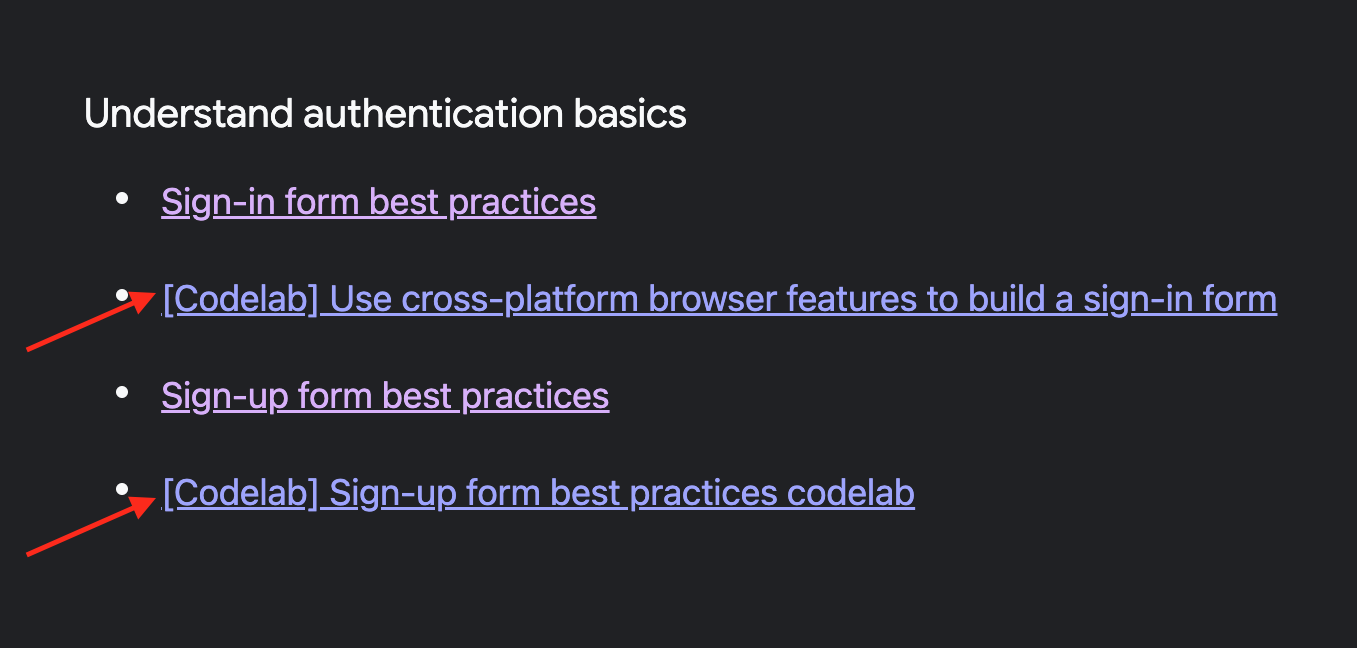 Understand authentication basics
Sign-in form best practices
[Codelab] Use cross-platform browser features to build a sign-in form
Sign-up form best practices
[Codelab] Sign-up form best practices codelab